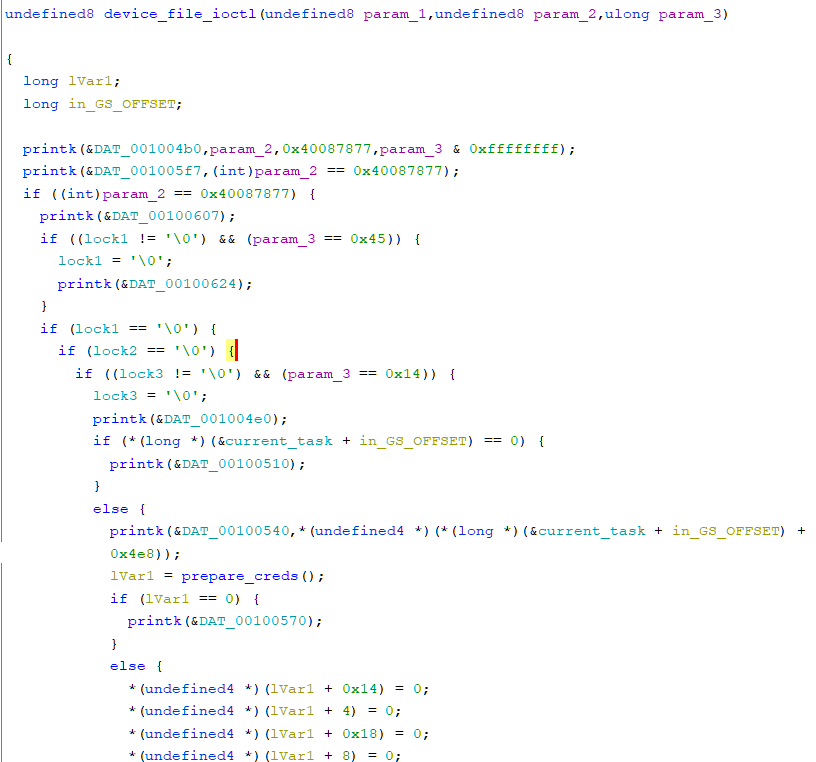 undefined8 device_file_ioctl(undefined8 param_1,undefined8 param_2,ulong param_3)
{
long lVar1;
long in_GS_OFFSET;
printk(&DAT_001004b0,param_2,0x40087877,param_3 & 0xffffffff);
printk(&DAT_001005f7,(int)param_2 == 0x40087877);
if ((int)param_2 == 0x40087877) {
printk(&DAT_00100607);
if ((lock1 != '\0') && (param_3 == 0x45)) {
lock1 = '\0';
printk(&DAT_00100624);
}
if (lock1 == '\0') {
if (lock2 == '\0') {
if ((lock3 != '\0') && (param_3 == 0x14)) {
lock3 = '\0';
printk(&DAT_001004e0);
if (*(long *)(&current_task + in_GS_OFFSET) == 0) {
printk(&DAT_00100510);
}
else {
printk(&DAT_00100540,*(undefined4 *)(*(long *)(&current_task + in_GS_OFFSET) +
0x4e8));
lVar1 = prepare_creds();
if (lVar1 == 0) {
printk(&DAT_00100570);
}
else {
*(undefined4 *)(lVar1 + 0x14) = 0;
*(undefined4 *)(lVar1 + 4) = 0;
*(undefined4 *)(lVar1 + 0x18) = 0;
*(undefined4 *)(lVar1 + 8) = 0;